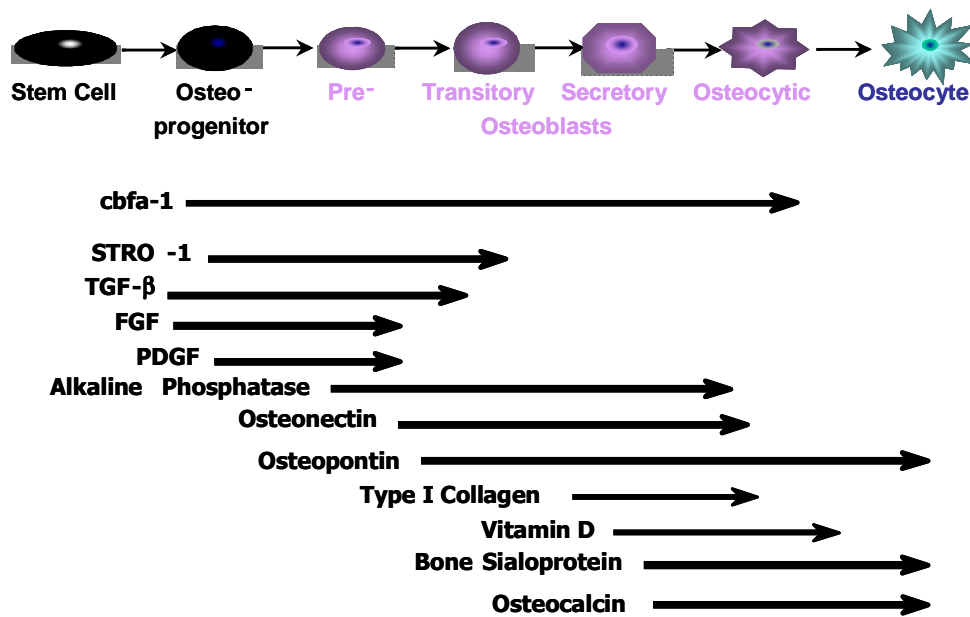 Stem Cell Osteo- Pre- Transitory Secretory Osteocytic Osteocyte
progenitor Osteoblasts
cbfa-1
STRO -1
TGF-β
FGF
PDGF
Alkaline Phosphatase
Osteonectin
Osteopontin
Type I Collagen
Vitamin D
Bone Sialoprotein
Osteocalcin